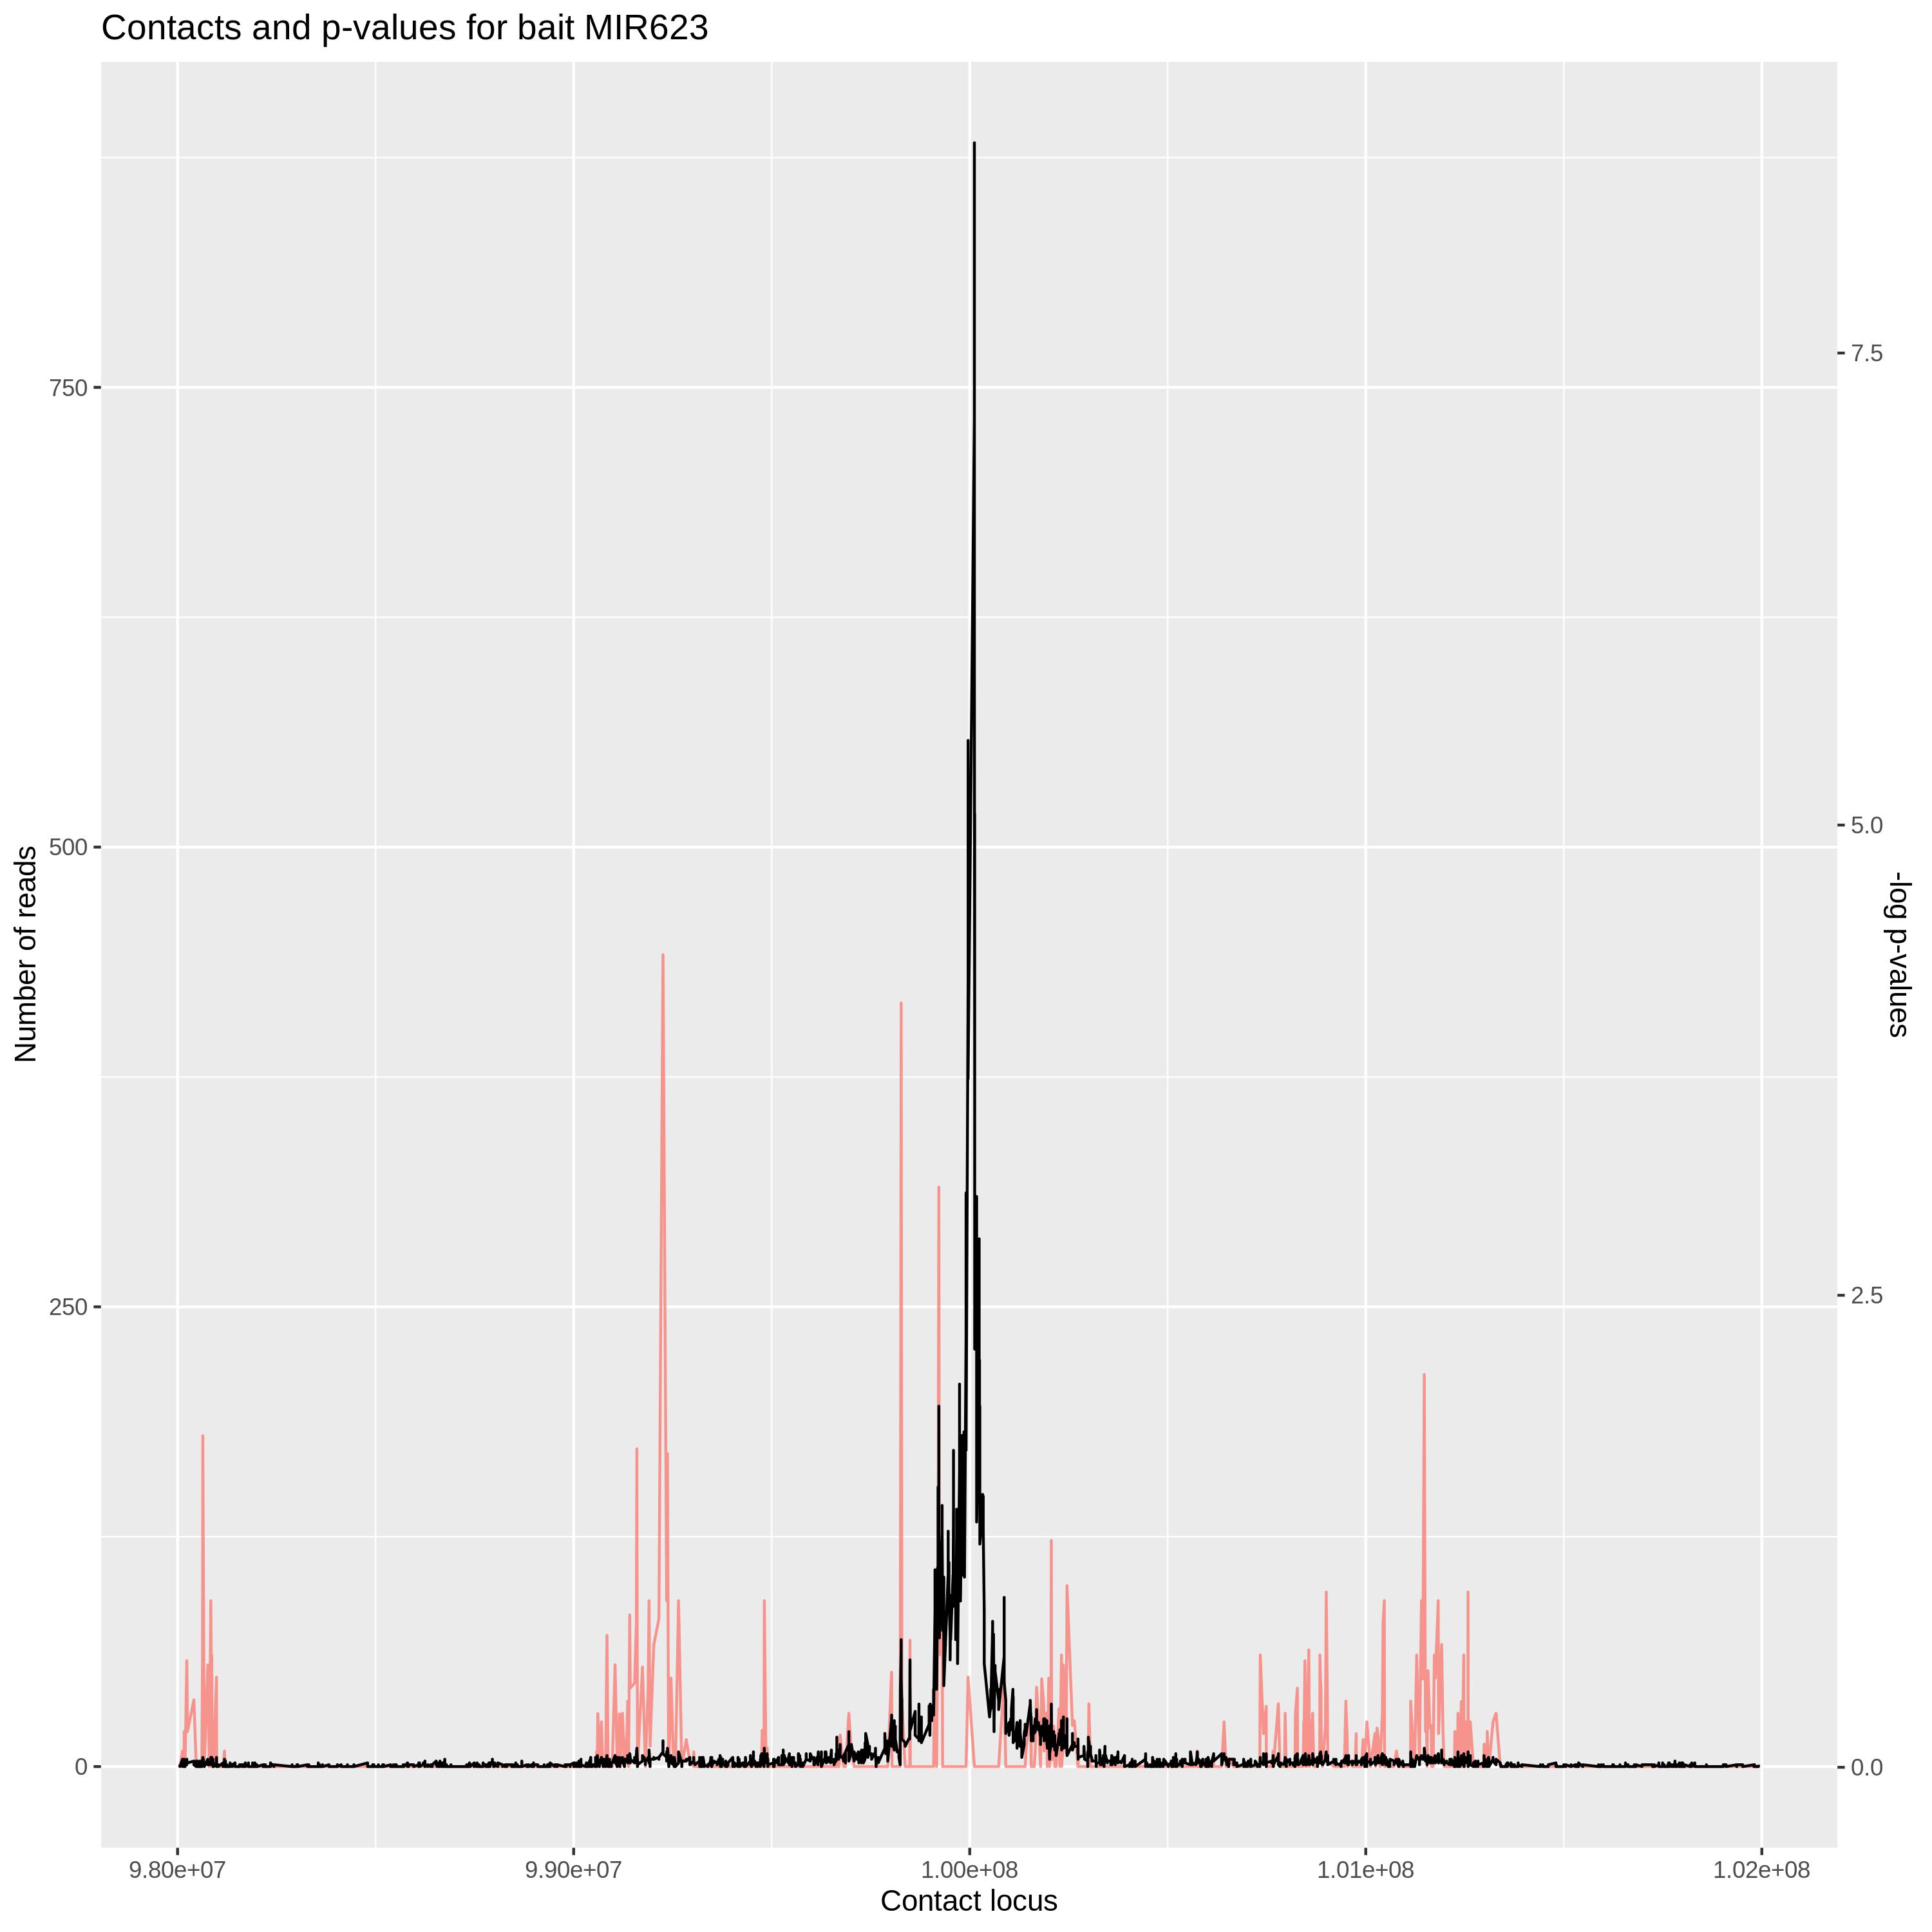 Contacts and p-values for bait MIR623
Number of reads
750
500
250
0
7.5
5.0
2.5
0.0
-log p-values
9.80e+07
9.90e+07
1.00e+08
1.01e+08
1.02e+08
Contact locus